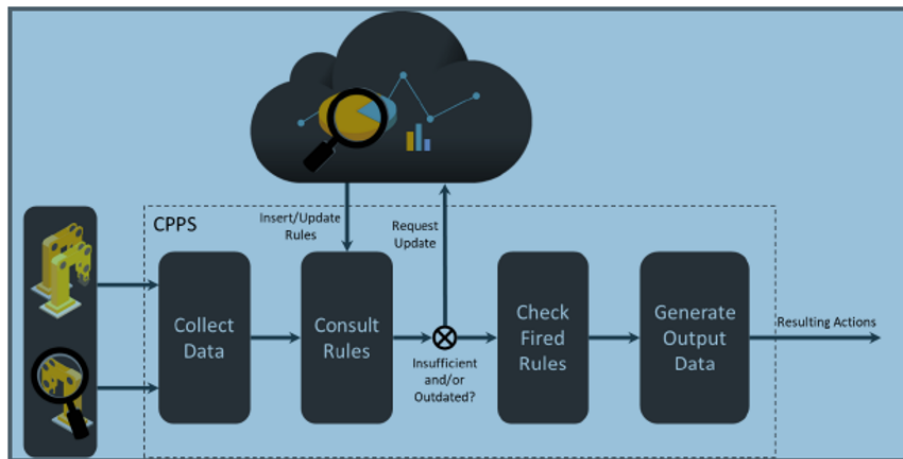 CPPS
Insert/Update
Rules
Request
Update
Collect
Data
Consult
Rules
Insufficient
and/or
Outdated?
Check
Fired
Rules
Generate
Output
Data
Resulting Actions